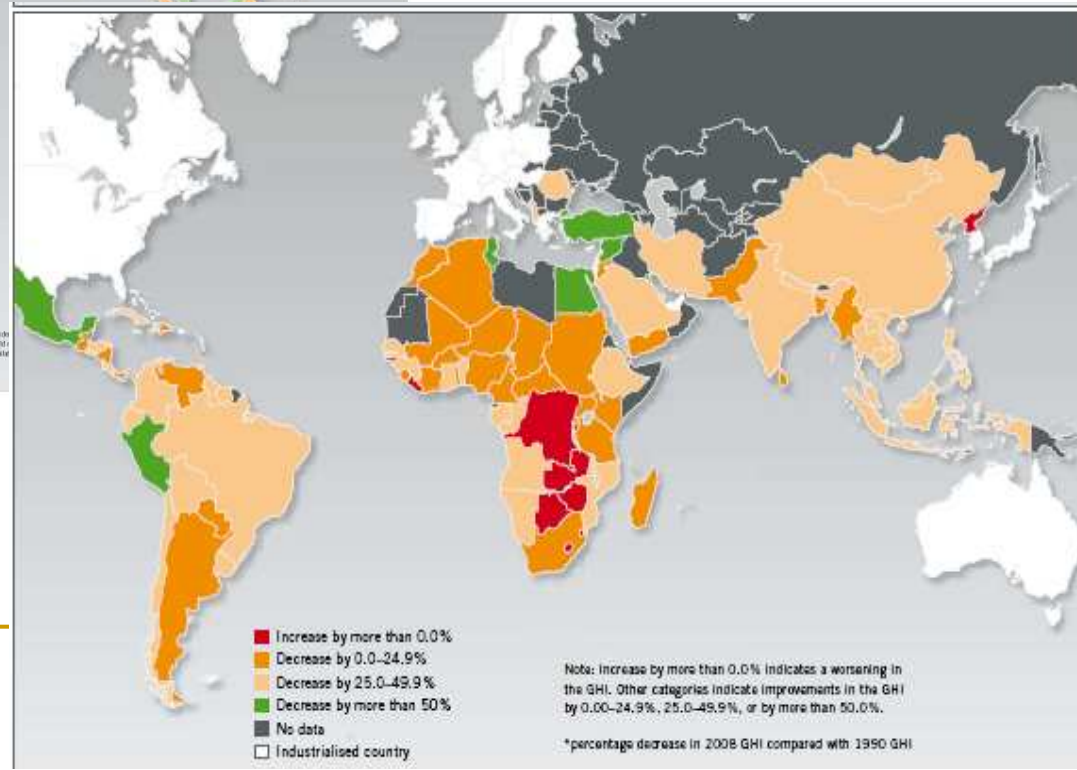 Increase by more than 0.0%
Decrease by 0.0–24.9%
Decrease by 25.0–49.9%
Decrease by more than 50%
No data
Industrialised country
Note: Increase by more than 0.0% indicates a worsening in
the GHI. Other categories indicate improvements in the GHI
by 0.00–24.9%, 25.0–49.9%, or by more than 50.0%.
*percentage decrease in 2008 GHI compared with 1990 GHI